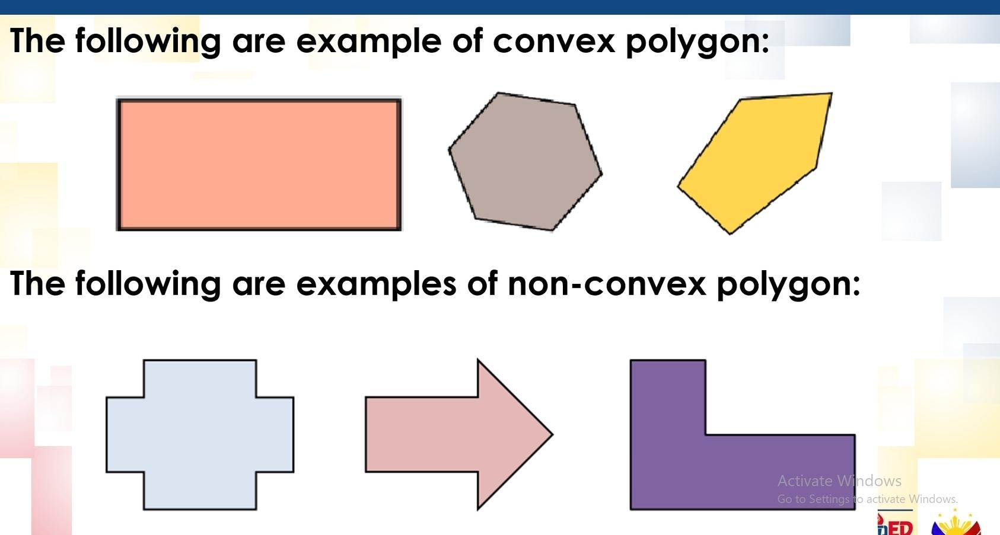 The following are example of convex polygon:
The following are examples of non-convex polygon:
Activate Windows
Go to Settings to activate Windows.
ED